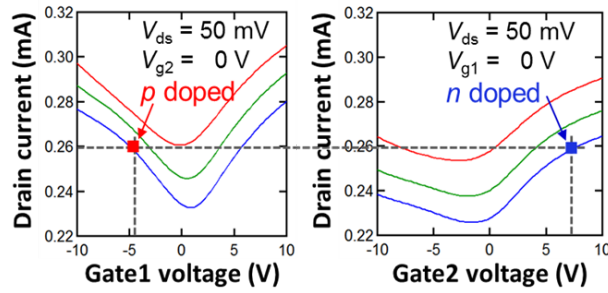 0.32
0.30
0.28
0.26
0.24
0.22
Drain current (mA)
V_ds = 50 mV
V_g2 = 0 V
p doped
-10
-5
0
5
10
Gate1 voltage (V)
0.32
0.30
0.28
0.26
0.24
0.22
Drain current (mA)
V_ds = 50 mV
V_g1 = 0 V
n doped
-10
-5
0
5
10
Gate2 voltage (V)